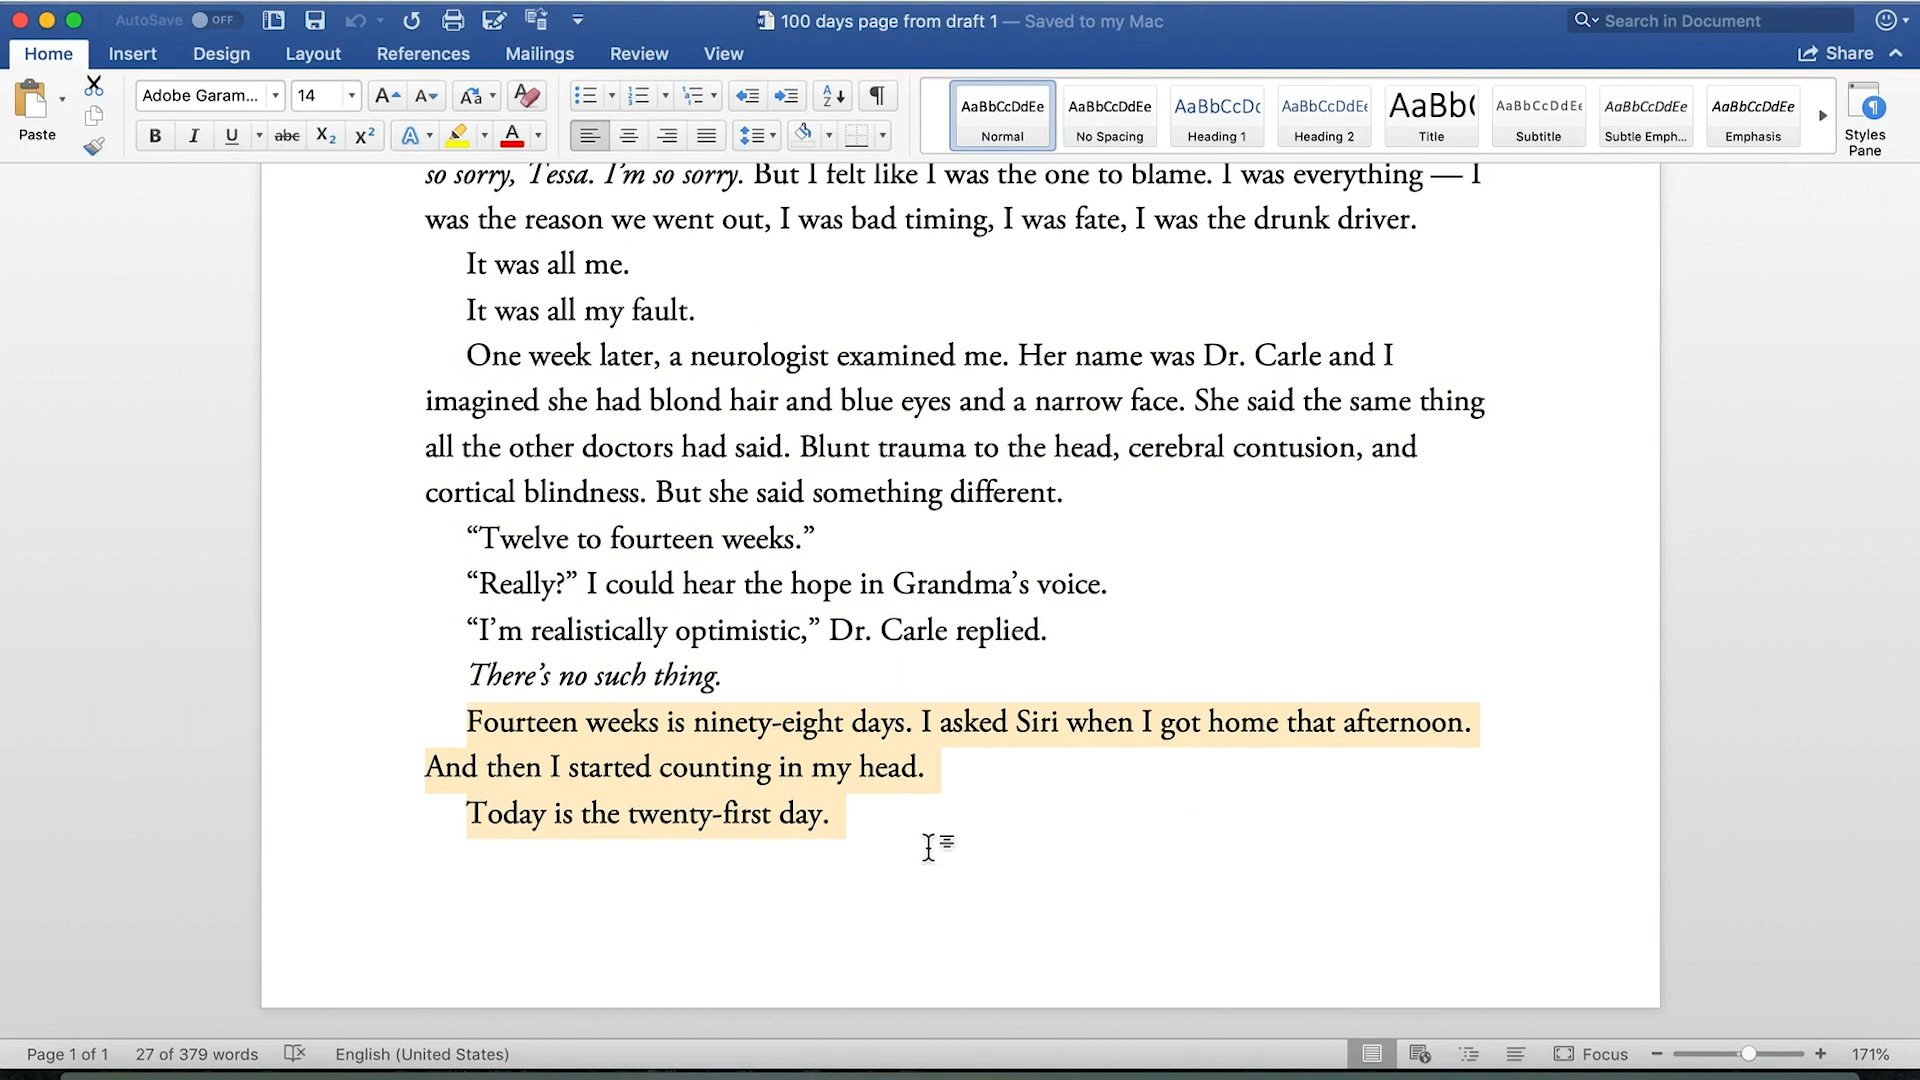 AutoSave OFF
100 days page from draft 1 — Saved to my Mac
Search in Document
Home Insert Design Layout References Mailings Review View
Share
Paste
Adobe Garam... 14
AaBbCcDdEe AaBbCcDdEe AaBbCcDc AaBbCcDdEe AaBb( AaBbCcDdEe AaBbCcDdEe AaBbCcDdEe
Normal No Spacing Heading 1 Heading 2 Title Subtitle Subtle Emph... Emphasis
Styles
Pane
so sorry, Tessa. I’m so sorry. But I felt like I was the one to blame. I was everything — I
was the reason we went out, I was bad timing, I was fate, I was the drunk driver.
It was all me.
It was all my fault.
One week later, a neurologist examined me. Her name was Dr. Carle and I
imagined she had blond hair and blue eyes and a narrow face. She said the same thing
all the other doctors had said. Blunt trauma to the head, cerebral contusion, and
cortical blindness. But she said something different.
“Twelve to fourteen weeks.”
“Really?” I could hear the hope in Grandma’s voice.
“I’m realistically optimistic,” Dr. Carle replied.
There’s no such thing.
Fourteen weeks is ninety-eight days. I asked Siri when I got home that afternoon.
And then I started counting in my head.
Today is the twenty-first day.
Page 1 of 1 27 of 379 words English (United States) Focus 171%